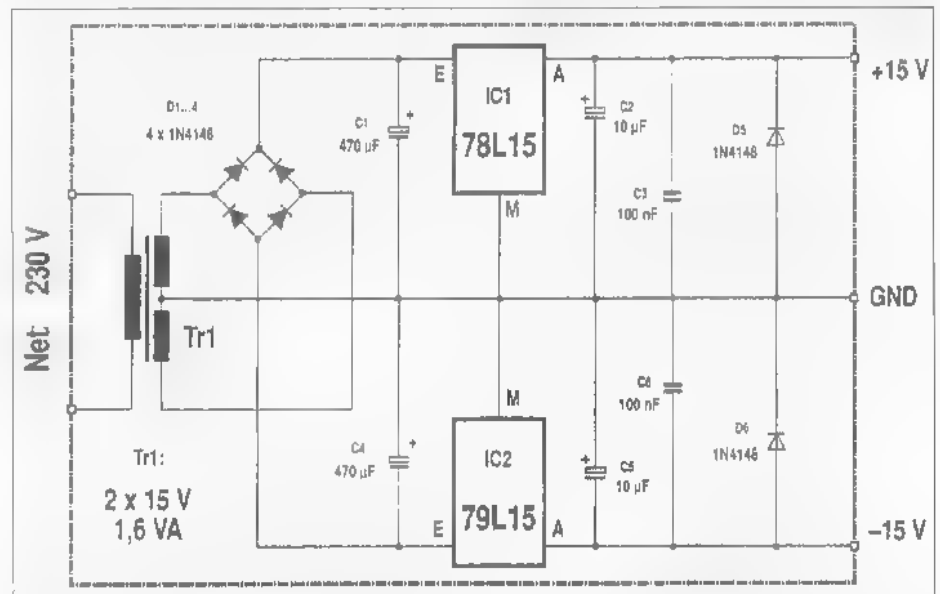 Net 230 V
D1...4
4 x 1N4148
Tr1
Tr1:
2 x 15 V
1,6 VA
C1
470 µF
+
E
IC1
78L15
A
M
+
C2
10 µF
C3
100 nF
D5
1N4148
+15 V
GND
C4
470 µF
+
M
IC2
79L15
E
A
+
C5
10 µF
C6
100 nF
D6
1N4148
–15 V